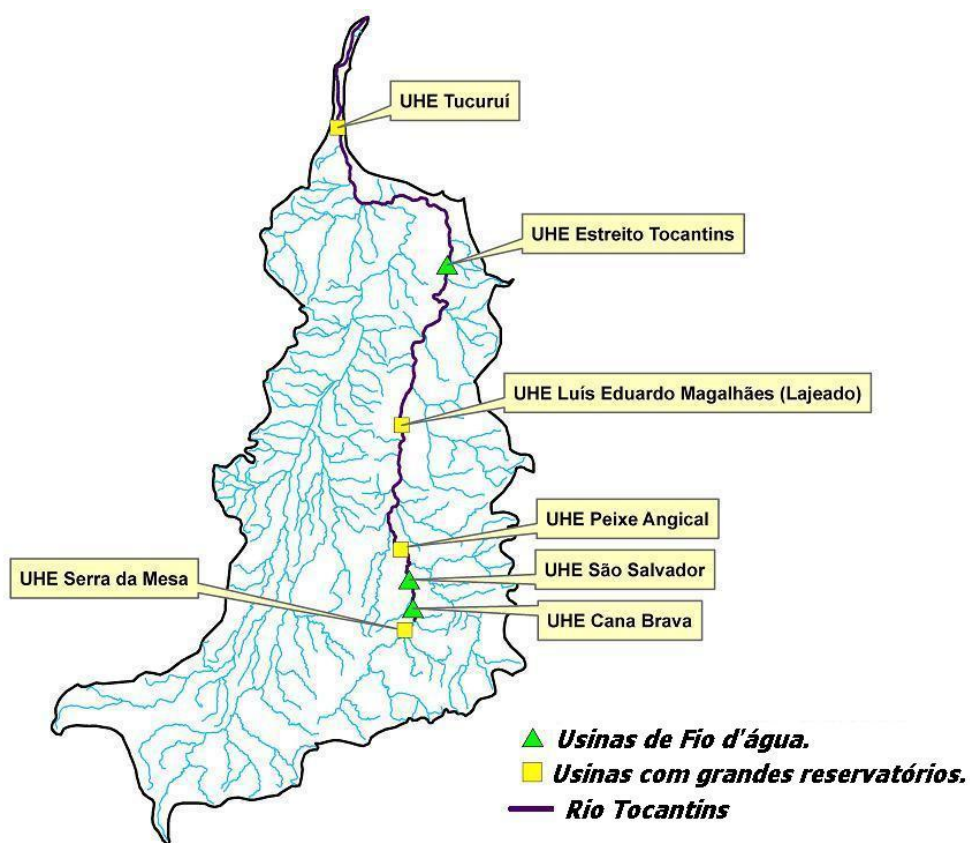 UHE Tucuruí
UHE Estreito Tocantins
UHE Luís Eduardo Magalhães (Lajeado)
UHE Peixe Angical
UHE São Salvador
UHE Serra da Mesa
UHE Cana Brava
Usinas de Fio d'água.
Usinas com grandes reservatórios.
Rio Tocantins